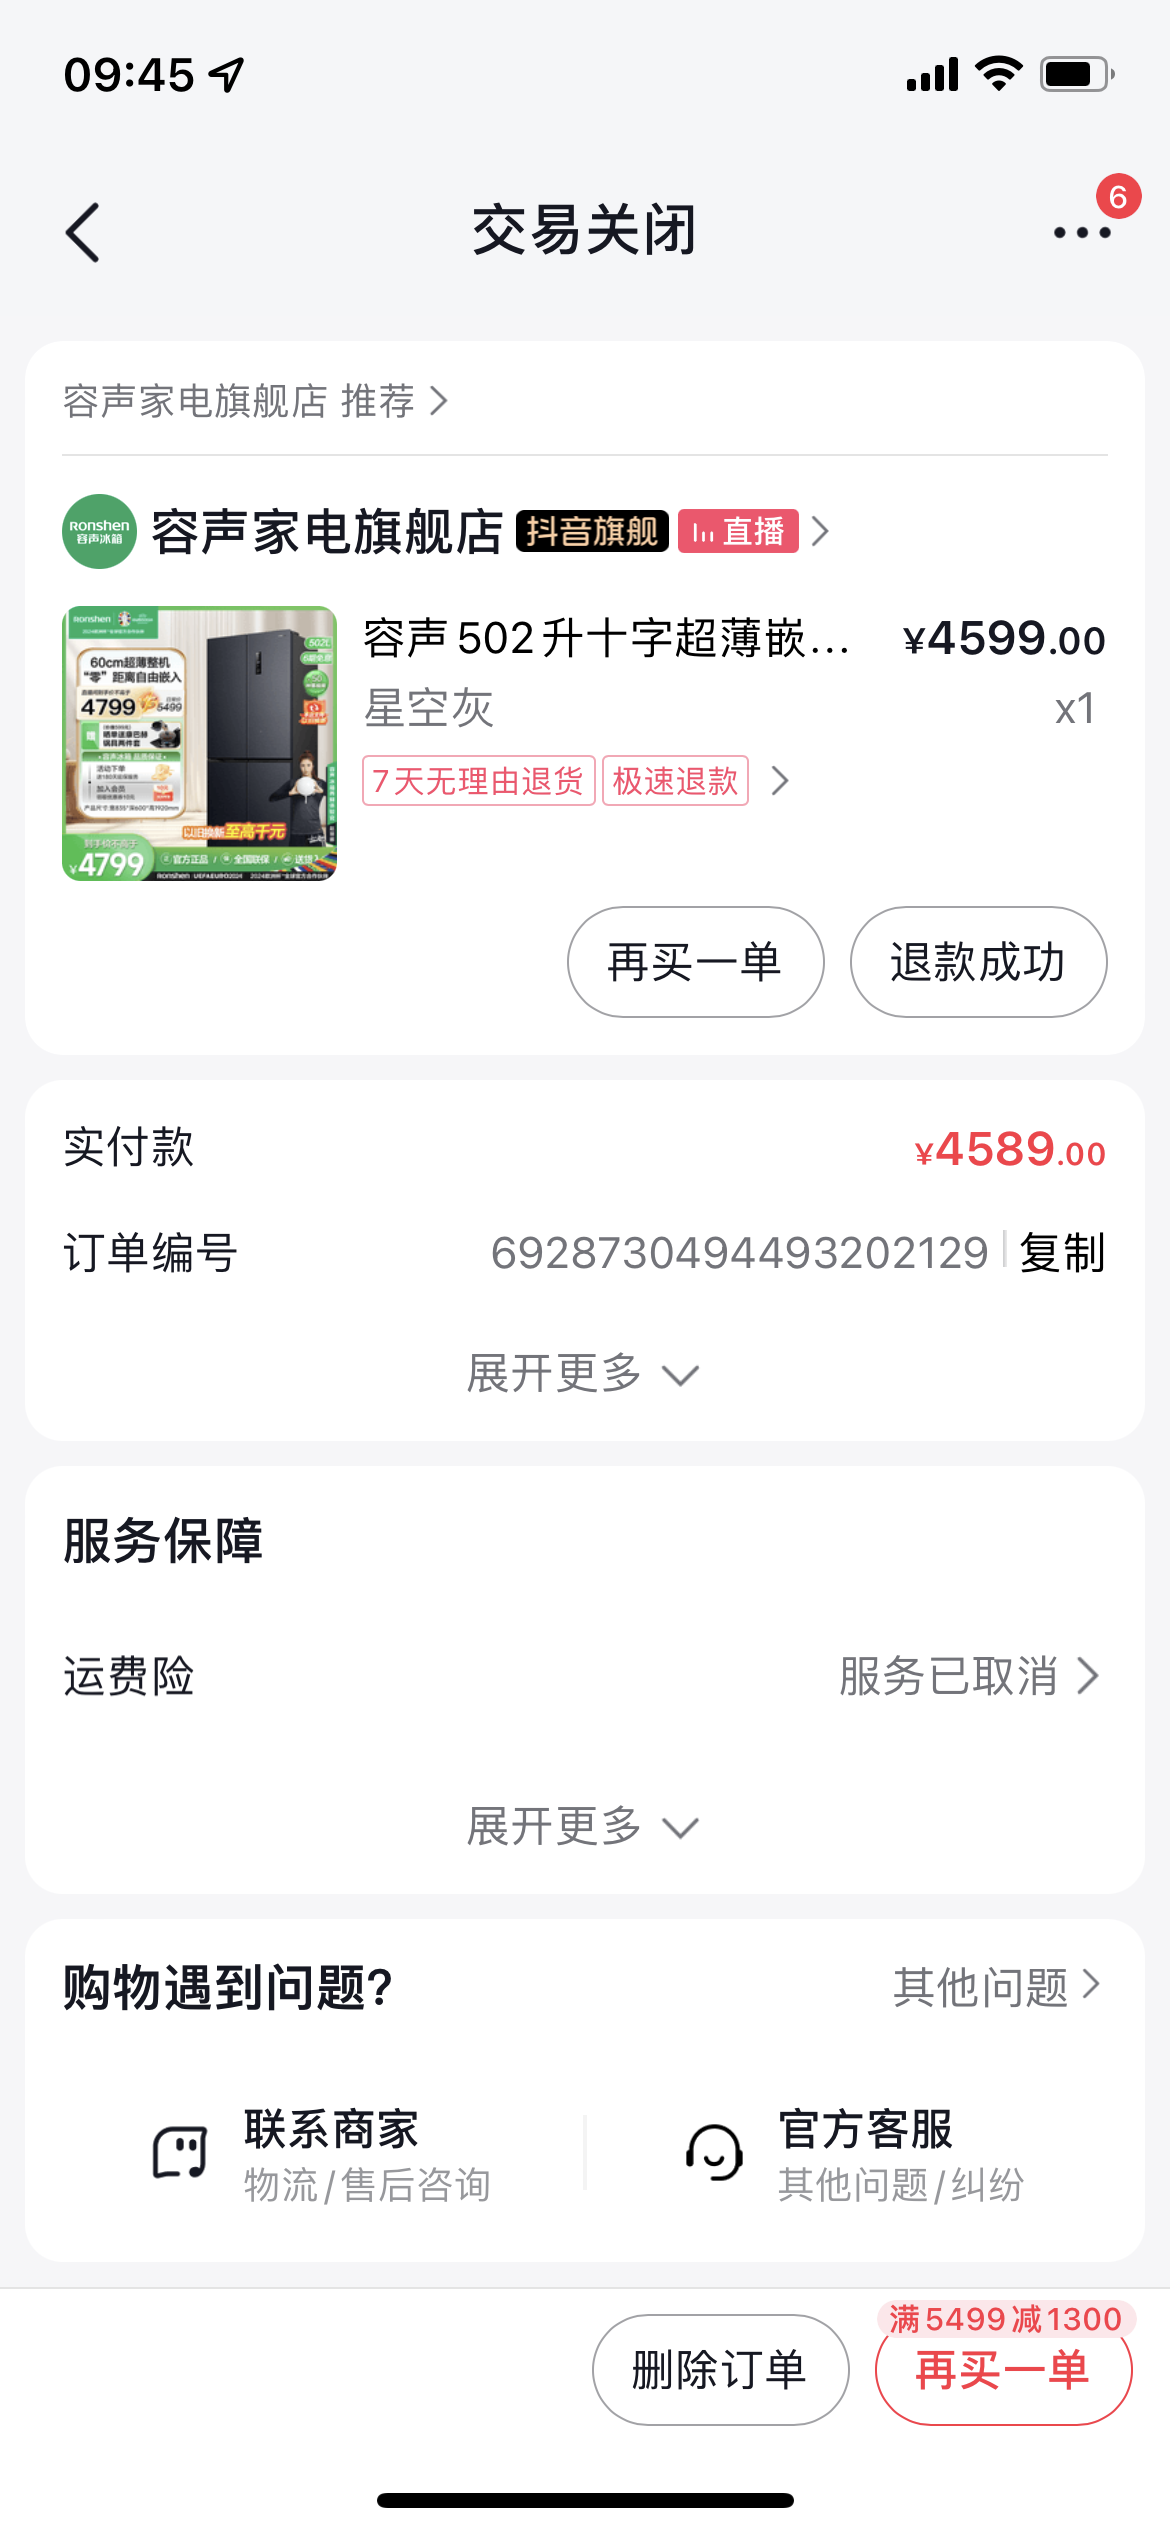 09:45
6
交易关闭
容声家电旗舰店 推荐
Ronshen
容声冰箱
容声家电旗舰店 抖音旗舰 直播
Ronshen
60cm超薄整机
“零”距离自由嵌入
4799 5499
502L
加入会员
以旧换新至高千元
¥4799
官方正品 / 全国联保 / 送货
Ronshen UEFAEURO2024
容声502升十字超薄嵌... ¥4599.00
星空灰 x1
7天无理由退货 极速退款
再买一单 退款成功
实付款 ¥4589.00
订单编号 6928730494493202129 复制
展开更多
服务保障
运费险 服务已取消
展开更多
购物遇到问题? 其他问题
联系商家 官方客服
物流/售后咨询 其他问题/纠纷
满5499减1300
删除订单 再买一单